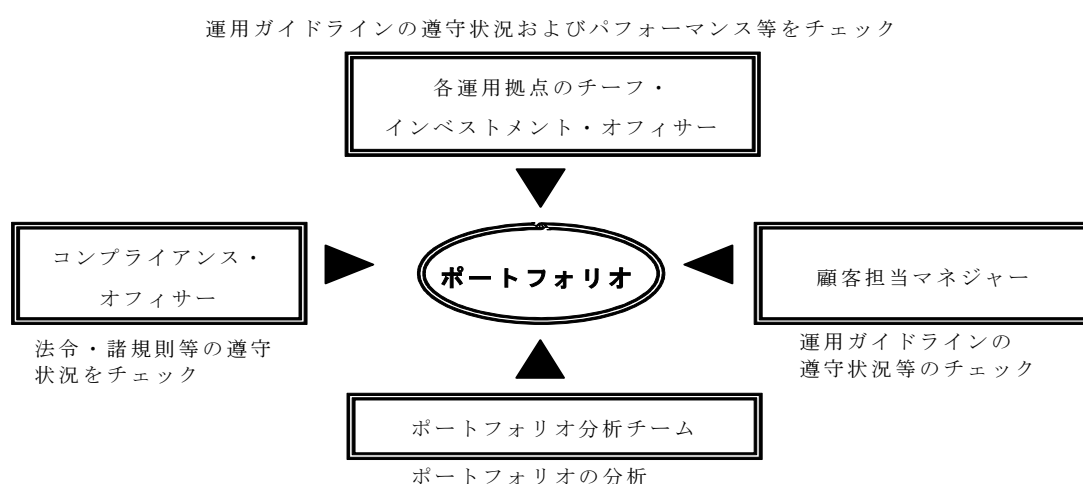 運用ガイドラインの遵守状況およびパフォーマンス等をチェック
各運用拠点のチーフ・
インベストメント・オフィサー
コンプライアンス・
オフィサー
法令・諸規則等の遵守
状況をチェック
ポートフォリオ
顧客担当マネジャー
運用ガイドラインの
遵守状況等のチェック
ポートフォリオ分析チーム
ポートフォリオの分析